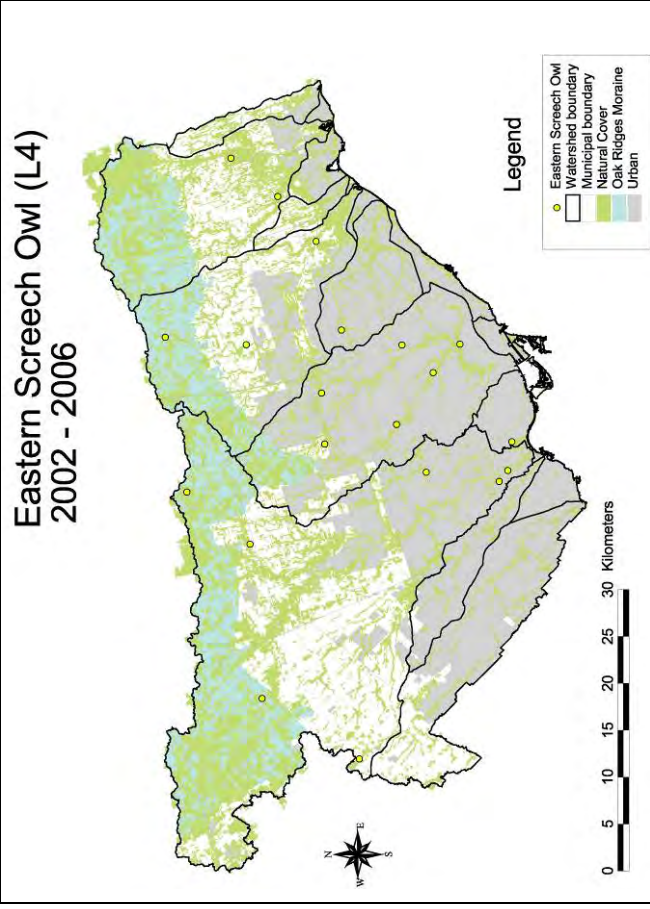 Eastern Screech Owl (L4)
2002 - 2006
N
W
E
S
0 5 10 15 20 25 30 Kilometers
Legend
Eastern Screech Owl
Watershed boundary
Municipal boundary
Natural Cover
Oak Ridges Moraine
Urban